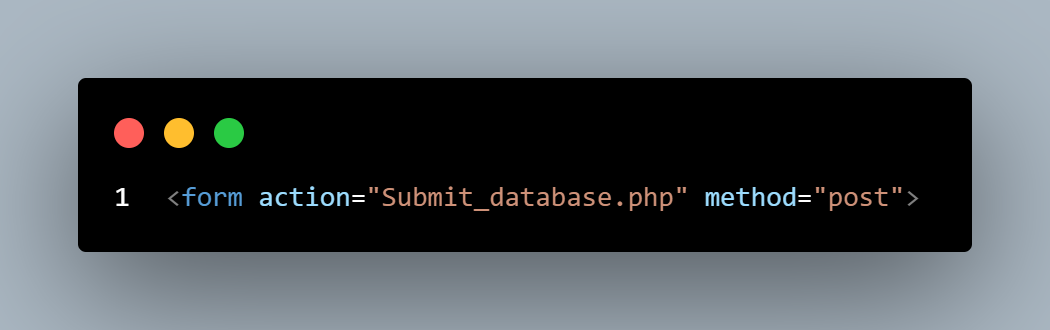 1 <form action="Submit_database.php" method="post">